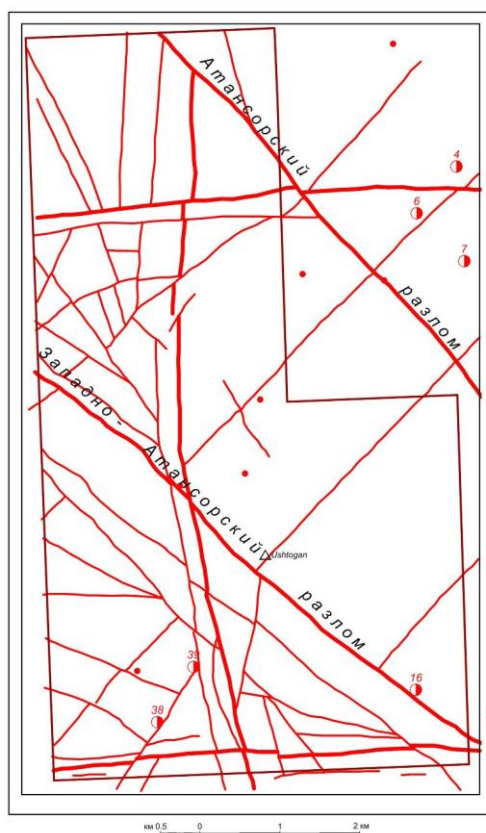 Атансорский
разлом
4
6
7
Западно-
Атансорский
разлом
Ushtogan
39
38
16
км 0.5 0 1 2 км